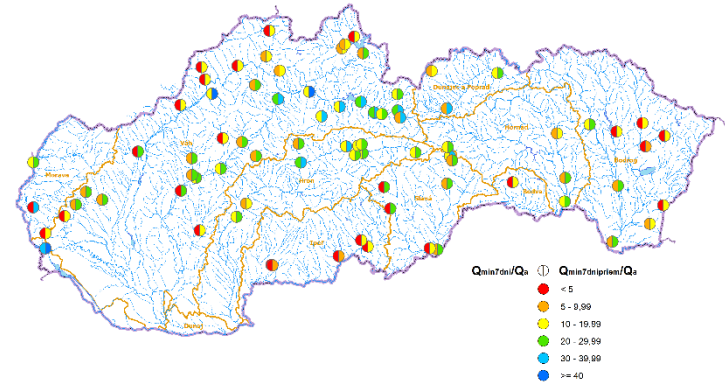 Dunajec a Poprad
Hornád
Váh
Morava
Bodrog
Hron
Slaná
Bodva
Ipeľ
Dunaj
Qmin7dni/Qa Qmin7dnipriem/Qa
< 5
5 - 9,99
10 - 19,99
20 - 29,99
30 - 39,99
>= 40